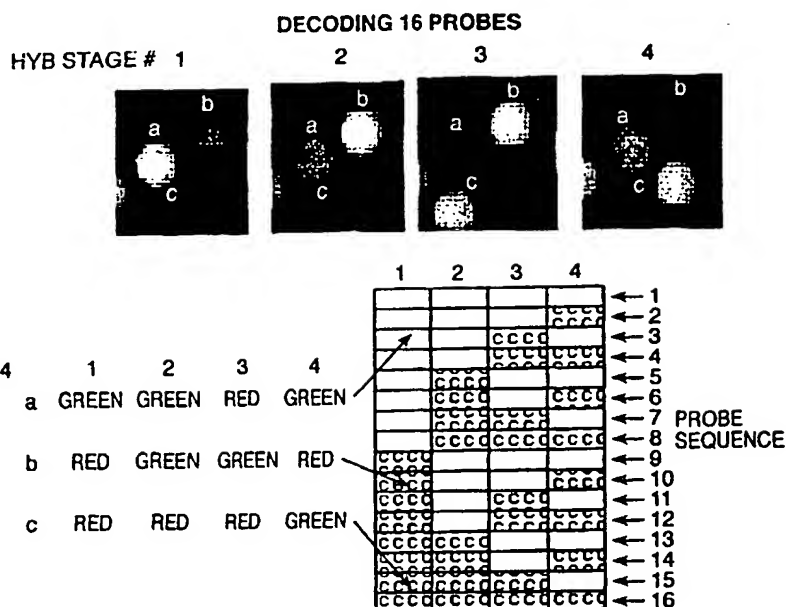 DECODING 16 PROBES
HYB STAGE # 1 2 3 4
a b c
a b c
a b c
a b c
1 2 3 4
1
2
3
4
5
6
7 PROBE
8 SEQUENCE
9
10
11
12
13
14
15
16
4 1 2 3 4
a GREEN GREEN RED GREEN
b RED GREEN GREEN RED
c RED RED RED GREEN